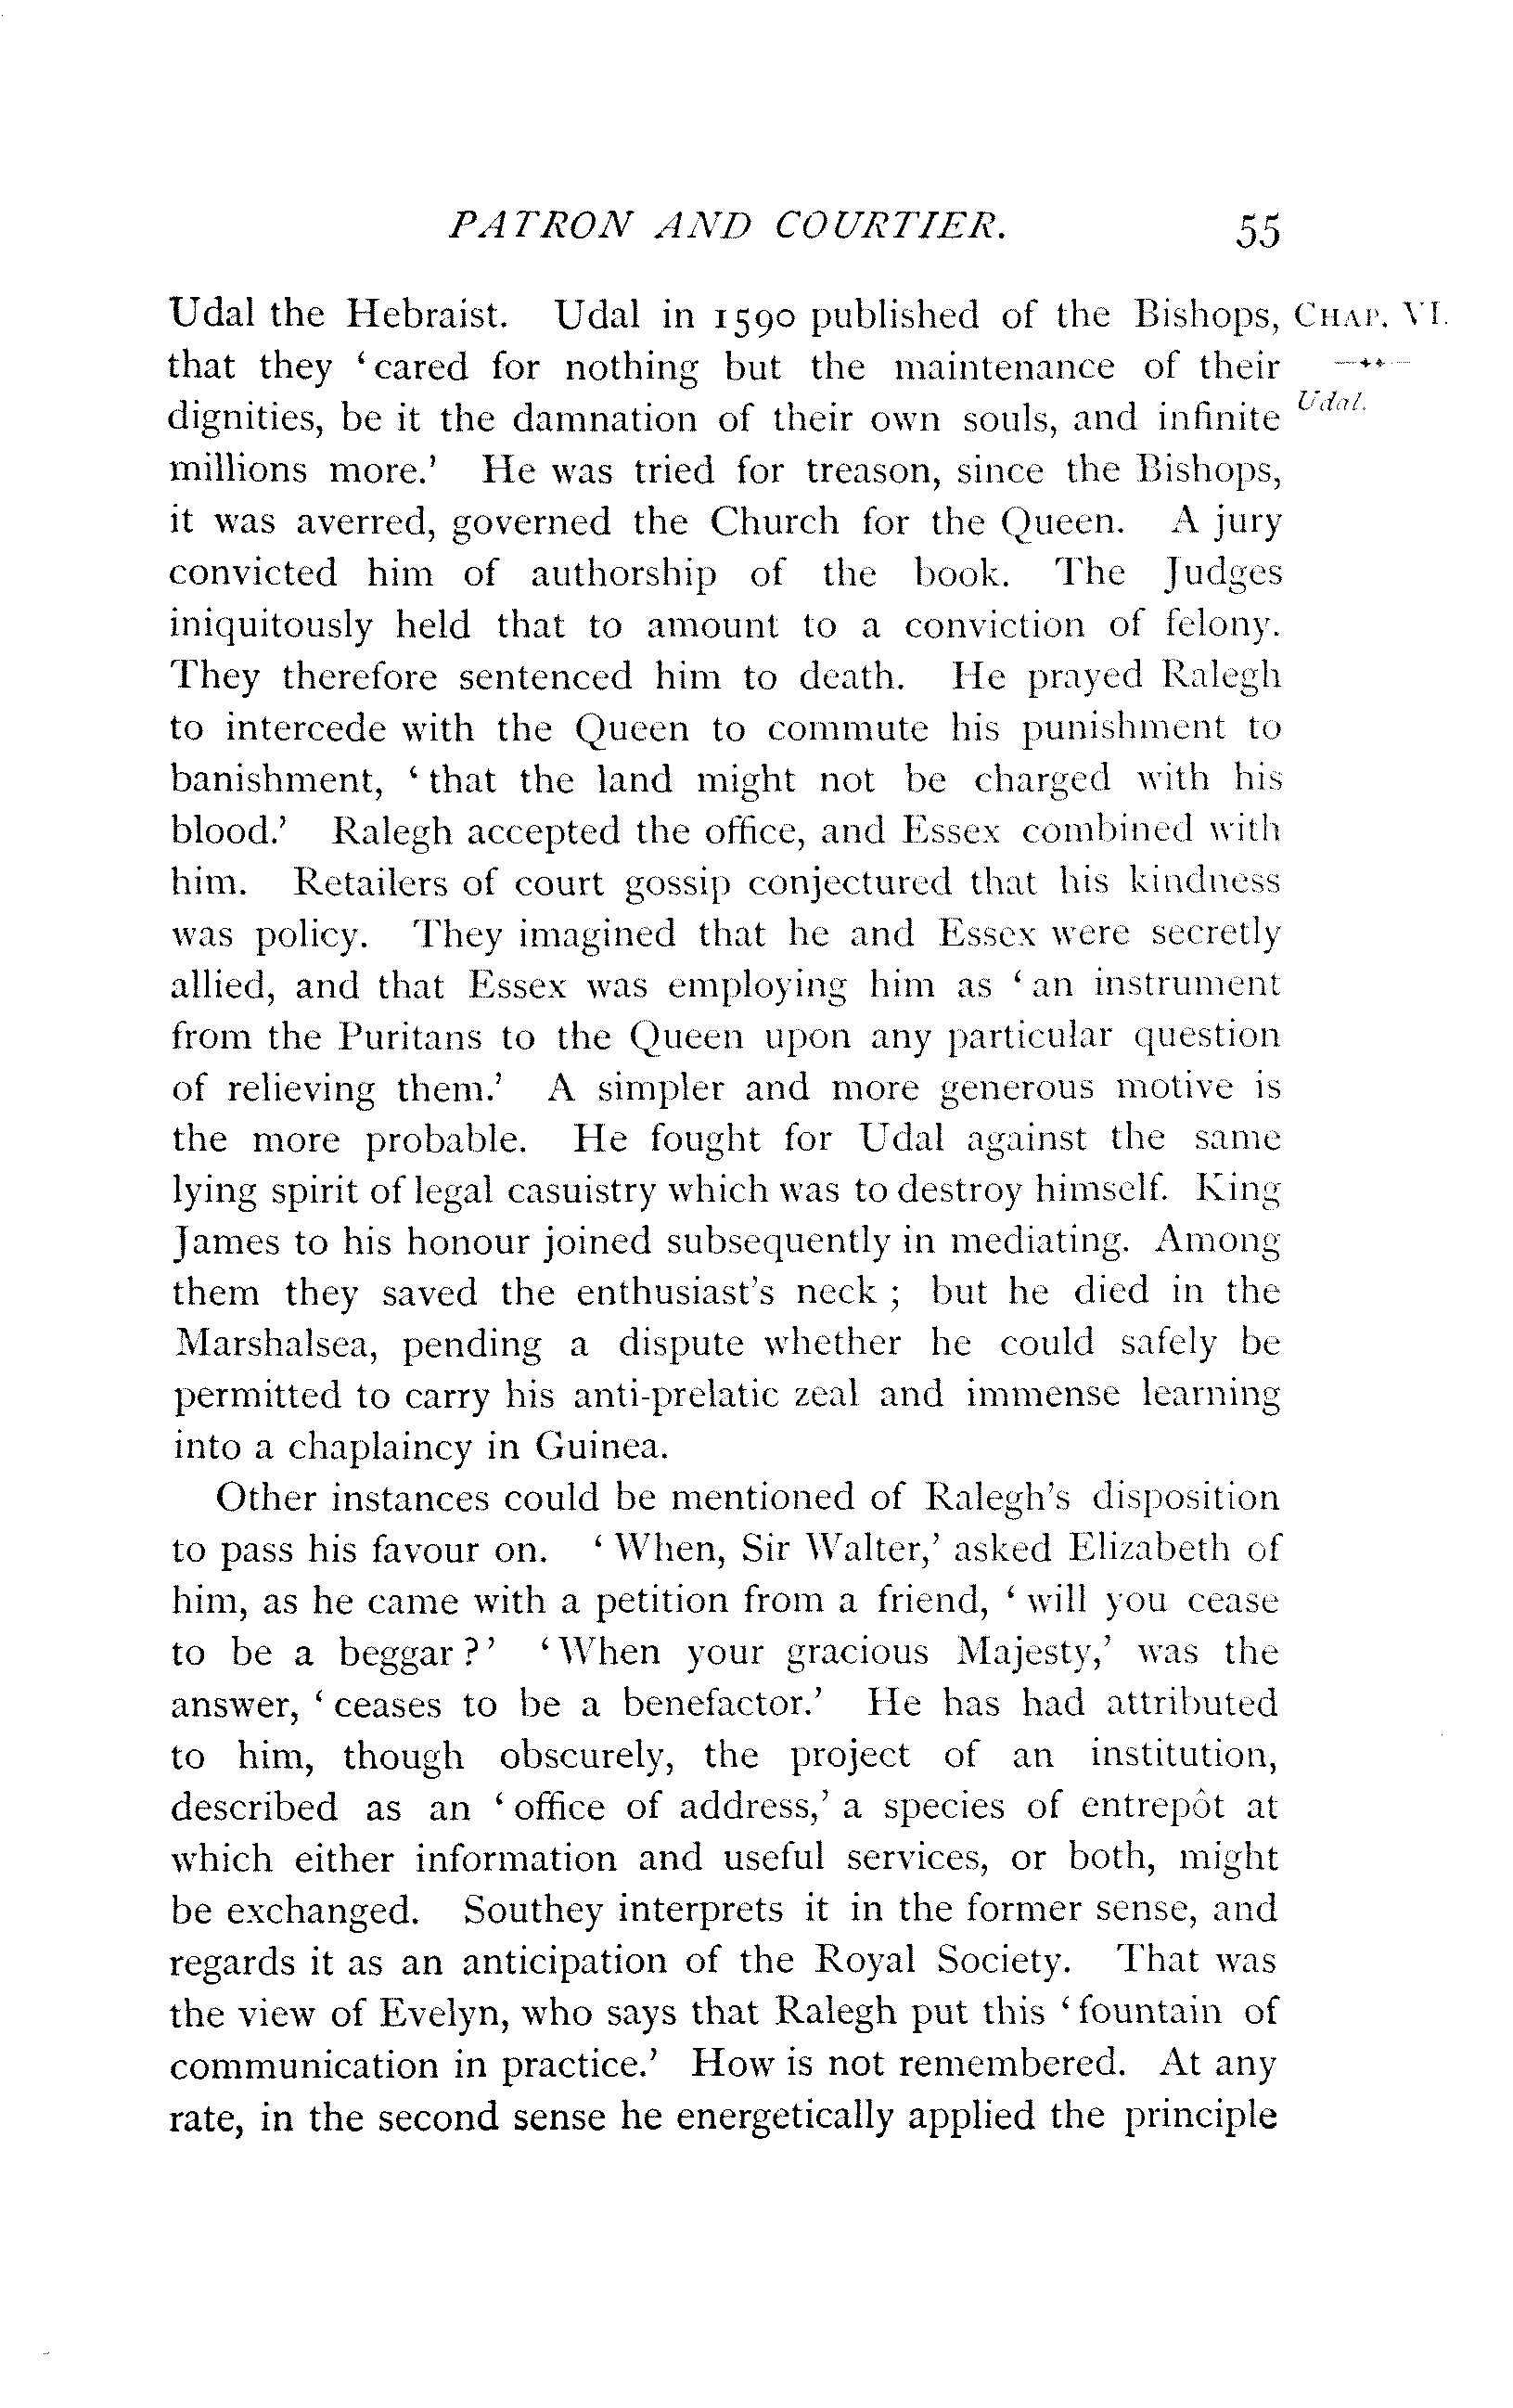 PATRON AND COURTIER. 55
Udal the Hebraist. Udal in 1590 published of the Bishops, CHAP. VI.
that they ‘cared for nothing but the maintenance of their
dignities, be it the damnation of their own souls, and infinite Udal.
millions more.’ He was tried for treason, since the Bishops,
it was averred, governed the Church for the Queen. A jury
convicted him of authorship of the book. The Judges
iniquitously held that to amount to a conviction of felony.
They therefore sentenced him to death. He prayed Ralegh
to intercede with the Queen to commute his punishment to
banishment, ‘that the land might not be charged with his
blood.’ Ralegh accepted the office, and Essex combined with
him. Retailers of court gossip conjectured that his kindness
was policy. They imagined that he and Essex were secretly
allied, and that Essex was employing him as ‘an instrument
from the Puritans to the Queen upon any particular question
of relieving them.’ A simpler and more generous motive is
the more probable. He fought for Udal against the same
lying spirit of legal casuistry which was to destroy himself. King
James to his honour joined subsequently in mediating. Among
them they saved the enthusiast's neck ; but he died in the
Marshalsea, pending a dispute whether he could safely be
permitted to carry his anti-prelatic zeal and immense learning
into a chaplaincy in Guinea.
Other instances could be mentioned of Ralegh's disposition
to pass his favour on. ‘When, Sir Walter,’ asked Elizabeth of
him, as he came with a petition from a friend, ‘will you cease
to be a beggar?’ ‘When your gracious Majesty,’ was the
answer, ‘ceases to be a benefactor.’ He has had attributed
to him, though obscurely, the project of an institution,
described as an ‘office of address,’ a species of entrepôt at
which either information and useful services, or both, might
be exchanged. Southey interprets it in the former sense, and
regards it as an anticipation of the Royal Society. That was
the view of Evelyn, who says that Ralegh put this ‘fountain of
communication in practice.’ How is not remembered. At any
rate, in the second sense he energetically applied the principle